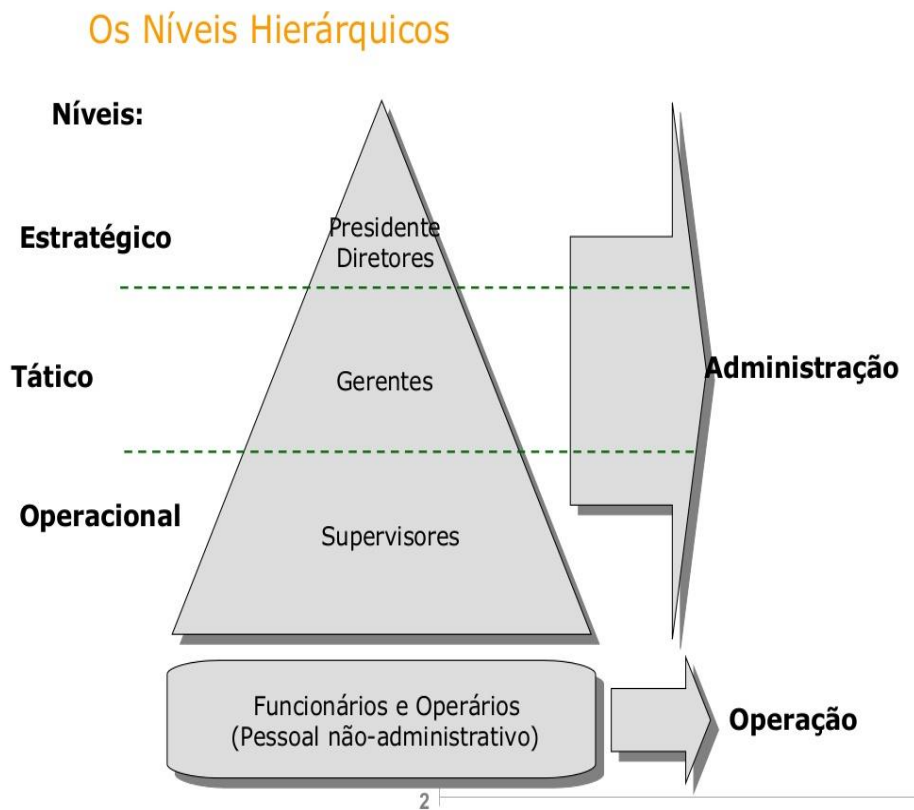 Os Níveis Hierárquicos
Níveis:
Estratégico
Presidente
Diretores
Tático
Gerentes
Administração
Operacional
Supervisores
Funcionários e Operários
(Pessoal não-administrativo)
Operação
2